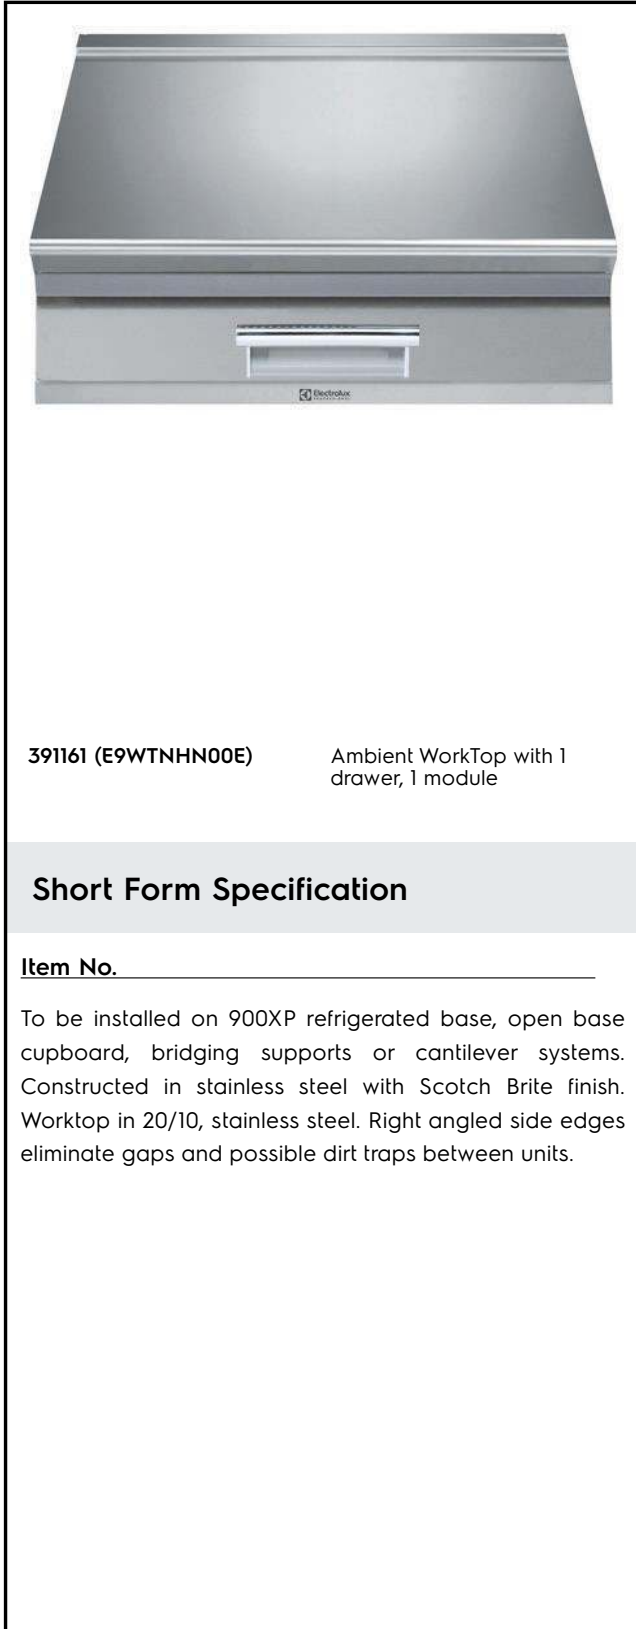 Electrolux
PROFESSIONAL
391161 (E9WTNHN00E)
Ambient WorkTop with 1
drawer, 1 module
Short Form Specification
Item No.
To be installed on 900XP refrigerated base, open base
cupboard, bridging supports or cantilever systems.
Constructed in stainless steel with Scotch Brite finish.
Worktop in 20/10, stainless steel. Right angled side edges
eliminate gaps and possible dirt traps between units.